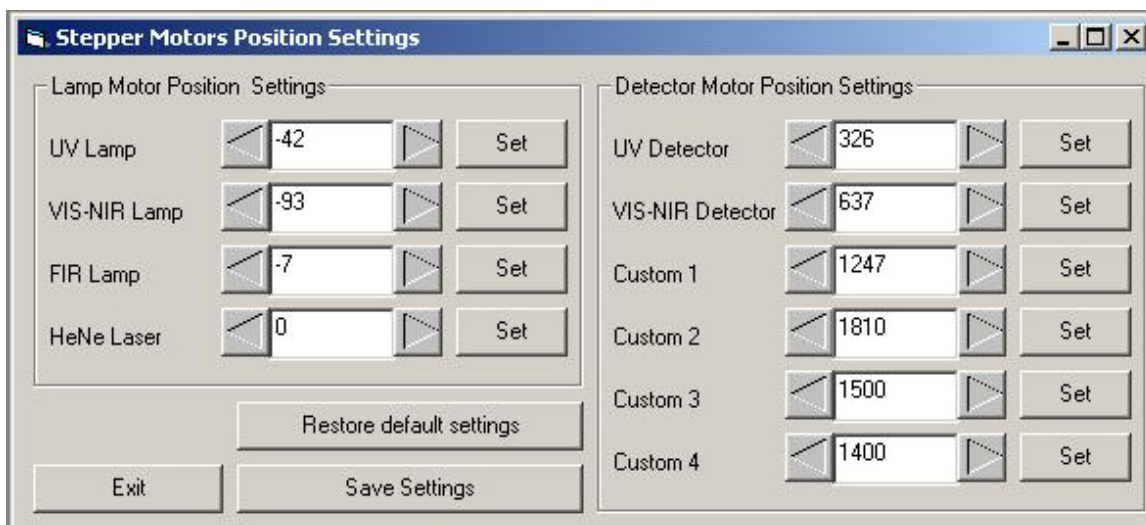 Stepper Motors Position Settings
Lamp Motor Position Settings
UV Lamp -42 Set
VIS-NIR Lamp -93 Set
FIR Lamp -7 Set
HeNe Laser 0 Set
Restore default settings
Exit Save Settings
Detector Motor Position Settings
UV Detector 326 Set
VIS-NIR Detector 637 Set
Custom 1 1247 Set
Custom 2 1810 Set
Custom 3 1500 Set
Custom 4 1400 Set